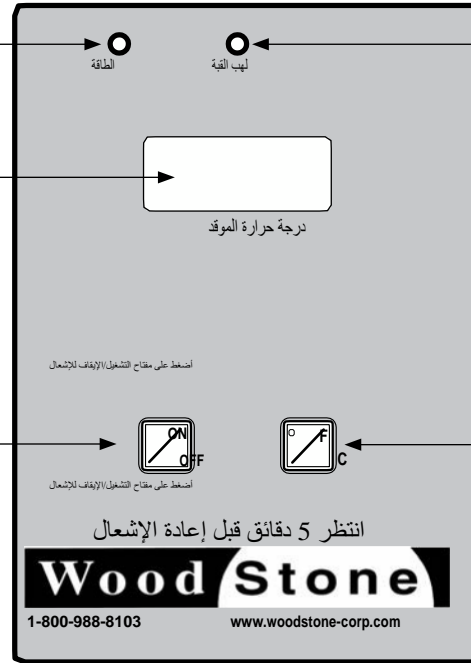 الطاقة
لهب القبة
درجة حرارة الموقد
أضغط على مفتاح التشغيل/الإيقاف للإشعال
ON
OFF
° F
C
أضغط على مفتاح التشغيل/الإيقاف للإشعال
انتظر 5 دقائق قبل إعادة الإشعال
Wood Stone
1-800-988-8103 www.woodstone-corp.com